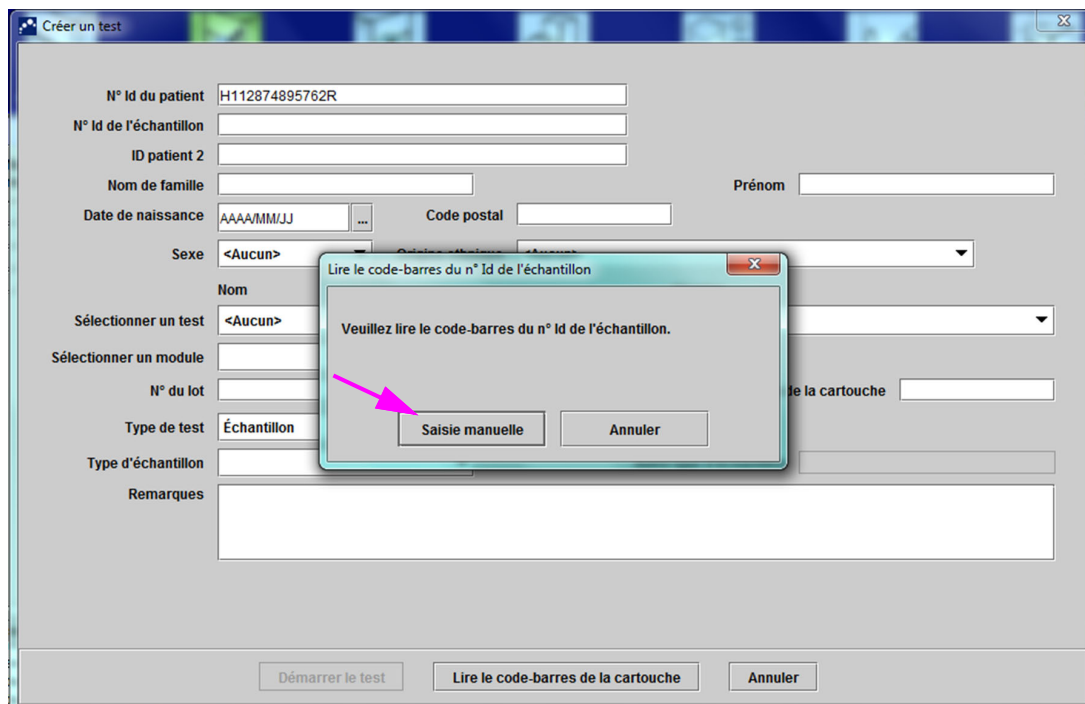 Créer un test
N° Id du patient H112874895762R
N° Id de l'échantillon
ID patient 2
Nom de famille Prénom
Date de naissance AAAA/MM/JJ ... Code postal
Sexe <Aucun> Origine ethnique <Aucun>
Nom
Sélectionner un test <Aucun>
Sélectionner un module
N° du lot de la cartouche
Type de test Échantillon
Type d'échantillon
Remarques
Lire le code-barres du n° Id de l'échantillon
Veuillez lire le code-barres du n° Id de l'échantillon.
Saisie manuelle Annuler
Démarrer le test Lire le code-barres de la cartouche Annuler